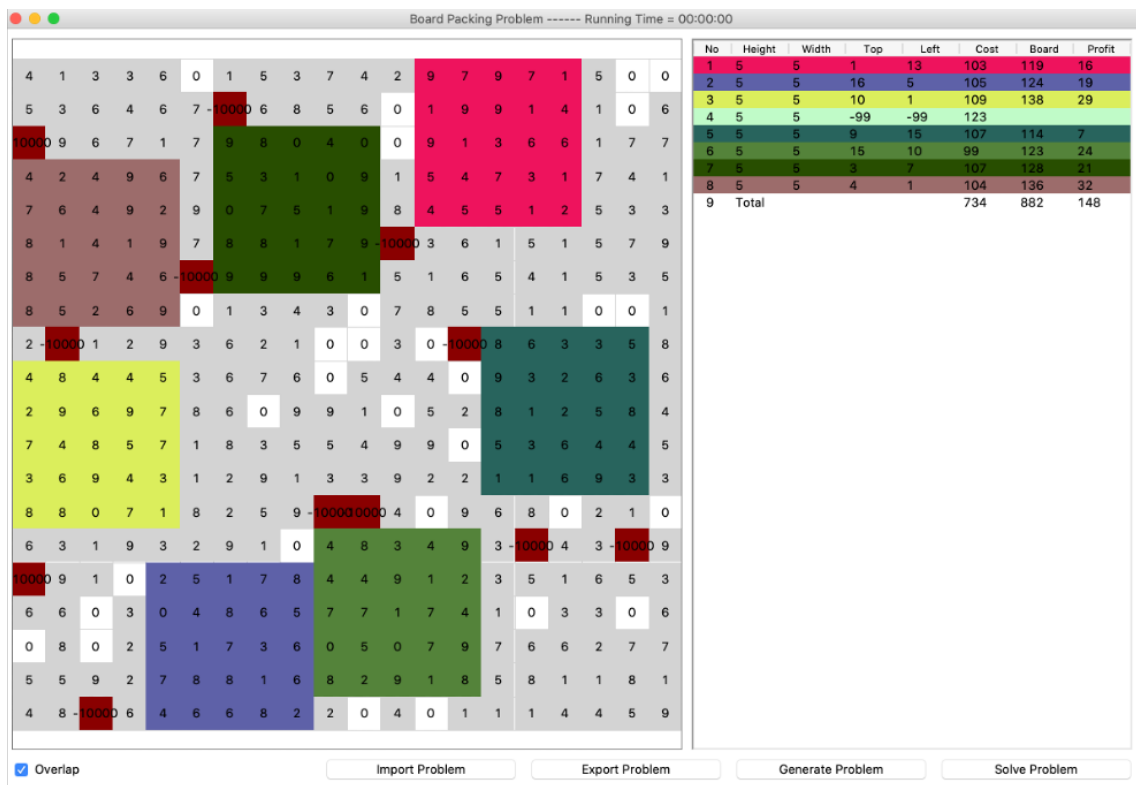 Board Packing Problem ------ Running Time = 00:00:00
4 1 3 3 6 0 1 5 3 7 4 2 9 7 9 7 1 5 0 0
5 3 6 4 6 7 -10000 6 8 5 6 0 1 9 9 1 4 1 0 6
10000 9 6 7 1 7 9 8 0 4 0 0 9 1 3 6 6 1 7 7
4 2 4 9 6 7 5 3 1 0 9 1 5 4 7 3 1 7 4 1
7 6 4 9 2 9 0 7 5 1 9 8 4 5 5 1 2 5 3 3
8 1 4 1 9 7 8 8 1 7 9 -10000 3 6 1 5 1 5 7 9
8 5 7 4 6 -10000 9 9 9 6 1 5 1 6 5 4 1 5 3 5
8 5 2 6 9 0 1 3 4 3 0 7 8 5 5 1 1 0 0 1
2 -10000 1 2 9 3 6 2 1 0 0 3 0 -10000 8 6 3 3 5 8
4 8 4 4 5 3 6 7 6 0 5 4 4 0 9 3 2 6 3 6
2 9 6 9 7 8 6 0 9 9 1 0 5 2 8 1 2 5 8 4
7 4 8 5 7 1 8 3 5 5 4 9 9 0 5 3 6 4 4 5
3 6 9 4 3 1 2 9 1 3 3 9 2 2 1 1 6 9 3 3
8 8 0 7 1 8 2 5 9 -10000 10000 4 0 9 6 8 0 2 1 0
6 3 1 9 3 2 9 1 0 4 8 3 4 9 3 -10000 4 3 -10000 9
10000 9 1 0 2 5 1 7 8 4 4 9 1 2 3 5 1 6 5 3
6 6 0 3 0 4 8 6 5 7 7 1 7 4 1 0 3 3 0 6
0 8 0 2 5 1 7 3 6 0 5 0 7 9 7 6 6 2 7 7
5 5 9 2 7 8 8 1 6 8 2 9 1 8 5 8 1 1 8 1
4 8 -10000 6 4 6 6 8 2 2 0 4 0 1 1 1 4 4 5 9
No Height Width Top Left Cost Board Profit
1 5 5 1 13 103 119 16
2 5 5 16 5 105 124 19
3 5 5 10 1 109 138 29
4 5 5 -99 -99 123
5 5 5 9 15 107 114 7
6 5 5 15 10 99 123 24
7 5 5 3 7 107 128 21
8 5 5 4 1 104 136 32
9 Total 734 882 148
Overlap Import Problem Export Problem Generate Problem Solve Problem